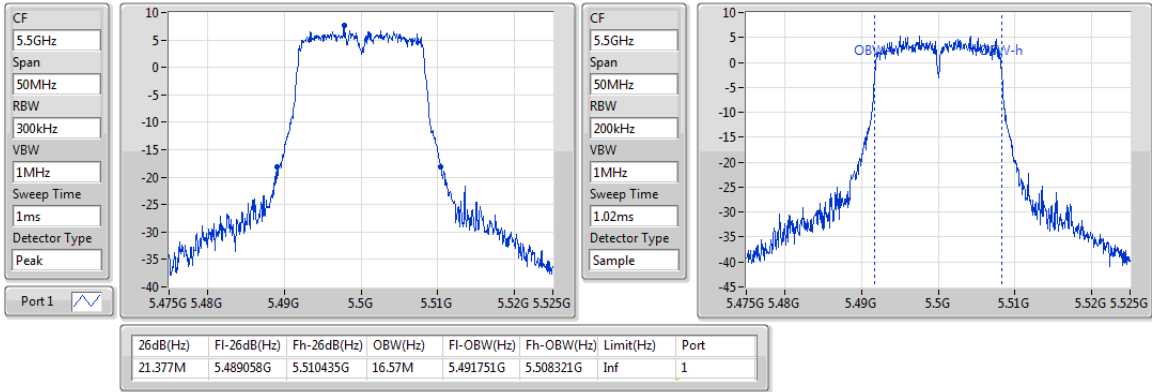 CF
5.5GHz
Span
50MHz
RBW
300kHz
VBW
1MHz
Sweep Time
1ms
Detector Type
Peak
Port 1
10
5
0
-5
-10
-15
-20
-25
-30
-35
-40
5.475G 5.48G 5.49G 5.5G 5.51G 5.52G 5.525G
CF
5.5GHz
Span
50MHz
RBW
200kHz
VBW
1MHz
Sweep Time
1.02ms
Detector Type
Sample
10
5
0
-5
-10
-15
-20
-25
-30
-35
-40
-45
OBW-h
5.475G 5.48G 5.49G 5.5G 5.51G 5.52G 5.525G
26dB(Hz) Fl-26dB(Hz) Fh-26dB(Hz) OBW(Hz) Fl-OBW(Hz) Fh-OBW(Hz) Limit(Hz) Port
21.377M 5.489058G 5.510435G 16.57M 5.491751G 5.508321G Inf 1